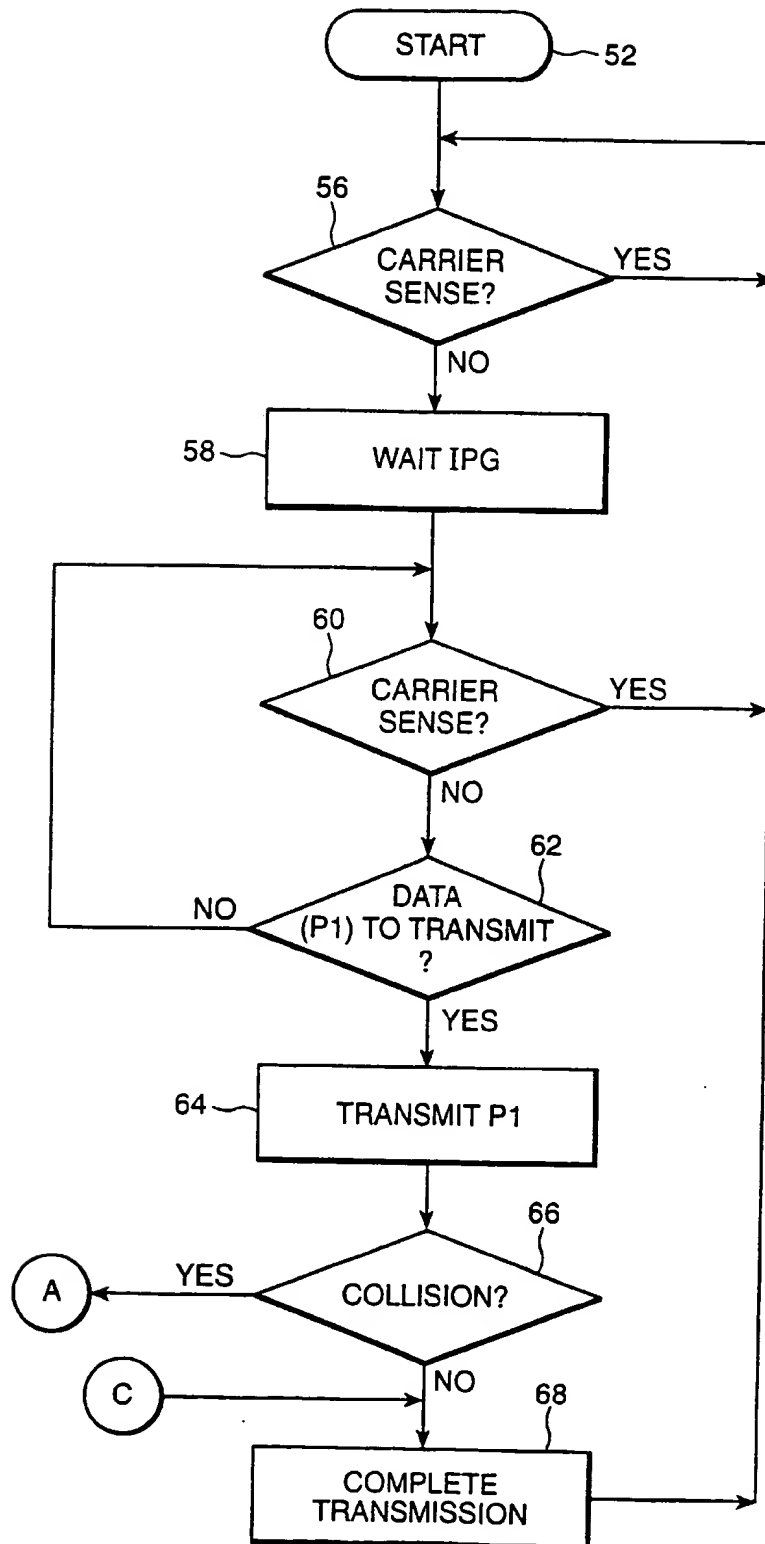 START
52
56
CARRIER
SENSE?
YES
NO
58
WAIT IPG
60
CARRIER
SENSE?
YES
NO
62
DATA
(P1) TO TRANSMIT
?
NO
YES
64
TRANSMIT P1
66
COLLISION?
YES
A
NO
C
68
COMPLETE
TRANSMISSION